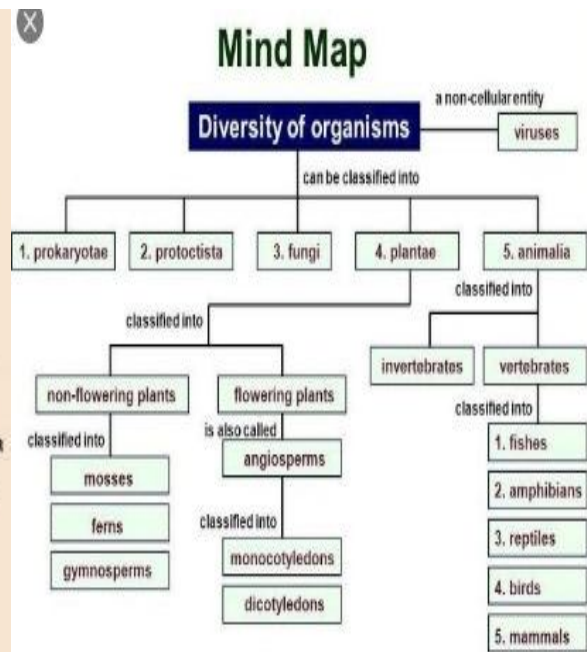 X
Mind Map
a non-cellular entity
Diversity of organisms
viruses
can be classified into
1. prokaryotae
2. protoctista
3. fungi
4. plantae
5. animalia
classified into
classified into
invertebrates
vertebrates
non-flowering plants
flowering plants
classified into
is also called
classified into
mosses
angiosperms
1. fishes
ferns
classified into
2. amphibians
gymnosperms
monocotyledons
3. reptiles
dicotyledons
4. birds
5. mammals